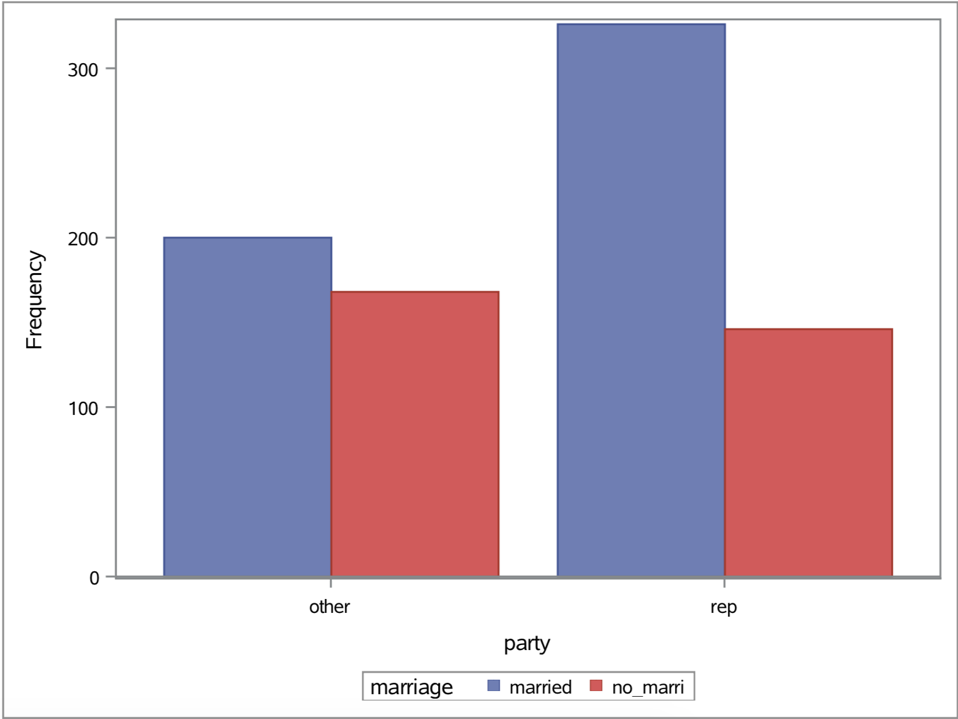 Frequency
300
200
100
0
other rep
party
marriage married no_marri